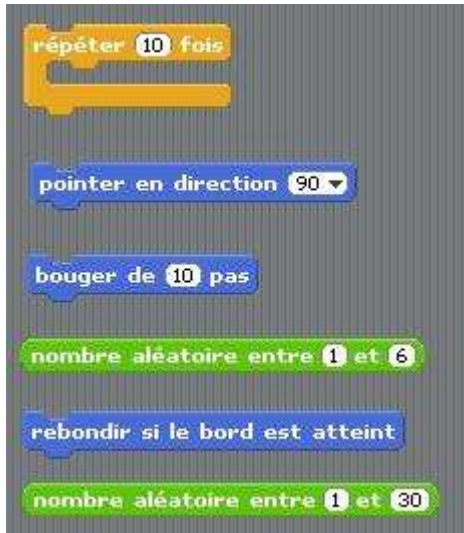 répéter 10 fois
pointer en direction 90
bouger de 10 pas
nombre aléatoire entre 1 et 6
rebondir si le bord est atteint
nombre aléatoire entre 1 et 30